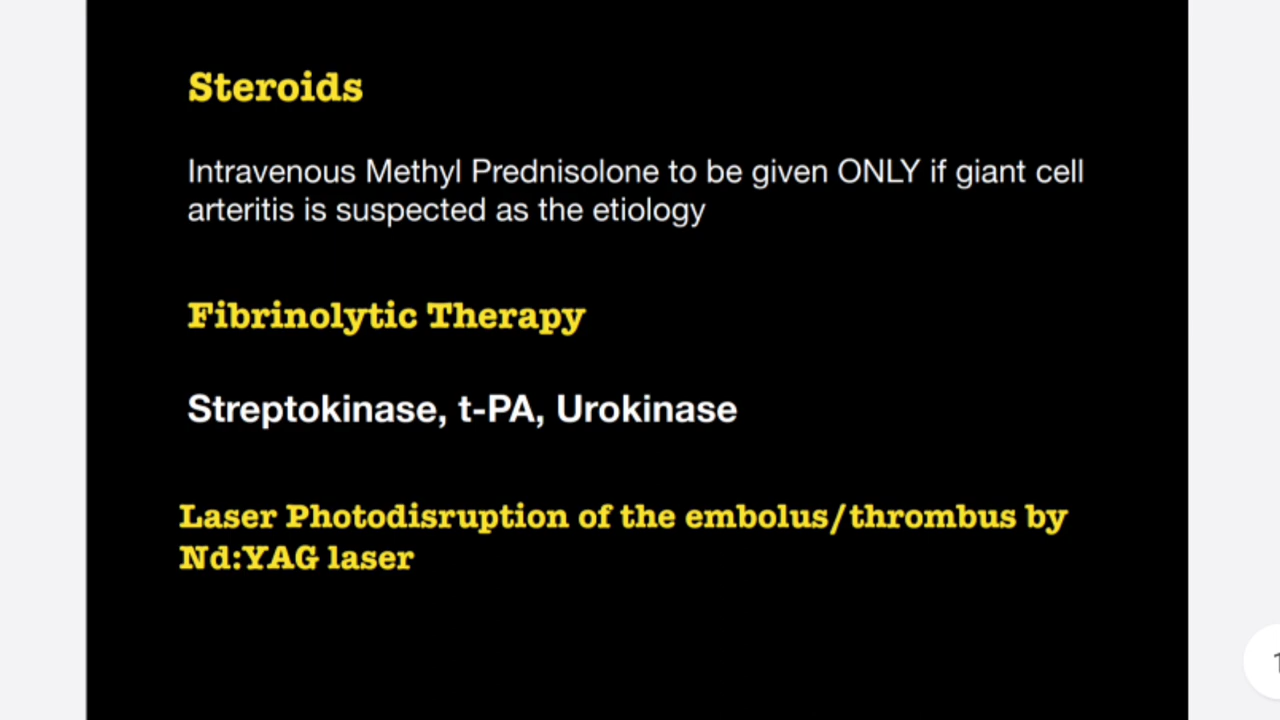 Steroids
Intravenous Methyl Prednisolone to be given ONLY if giant cell
arteritis is suspected as the etiology
Fibrinolytic Therapy
Streptokinase, t-PA, Urokinase
Laser Photodisruption of the embolus/thrombus by
Nd:YAG laser